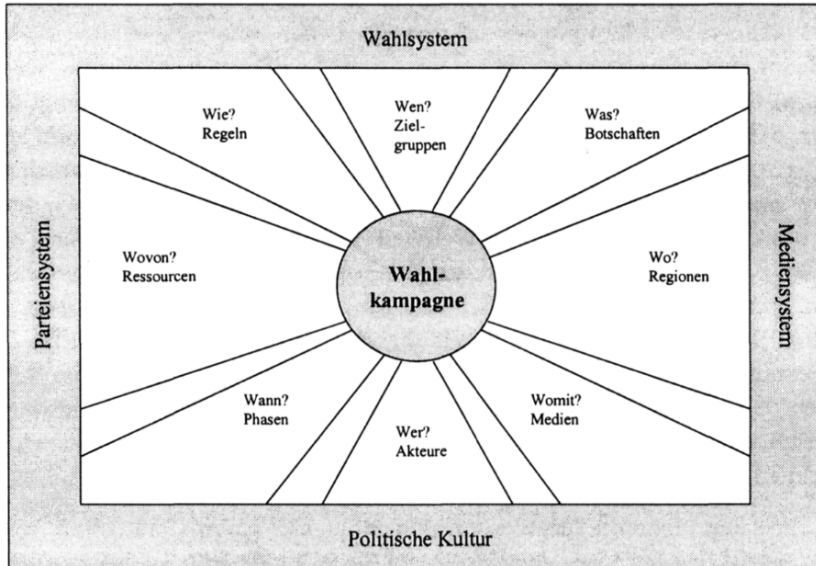 Wahlsystem
Wie?
Regeln
Wen?
Ziel-
gruppen
Was?
Botschaften
Parteiensystem
Wovon?
Ressourcen
Wahl-
kampagne
Wo?
Regionen
Mediensystem
Wann?
Phasen
Wer?
Akteure
Womit?
Medien
Politische Kultur